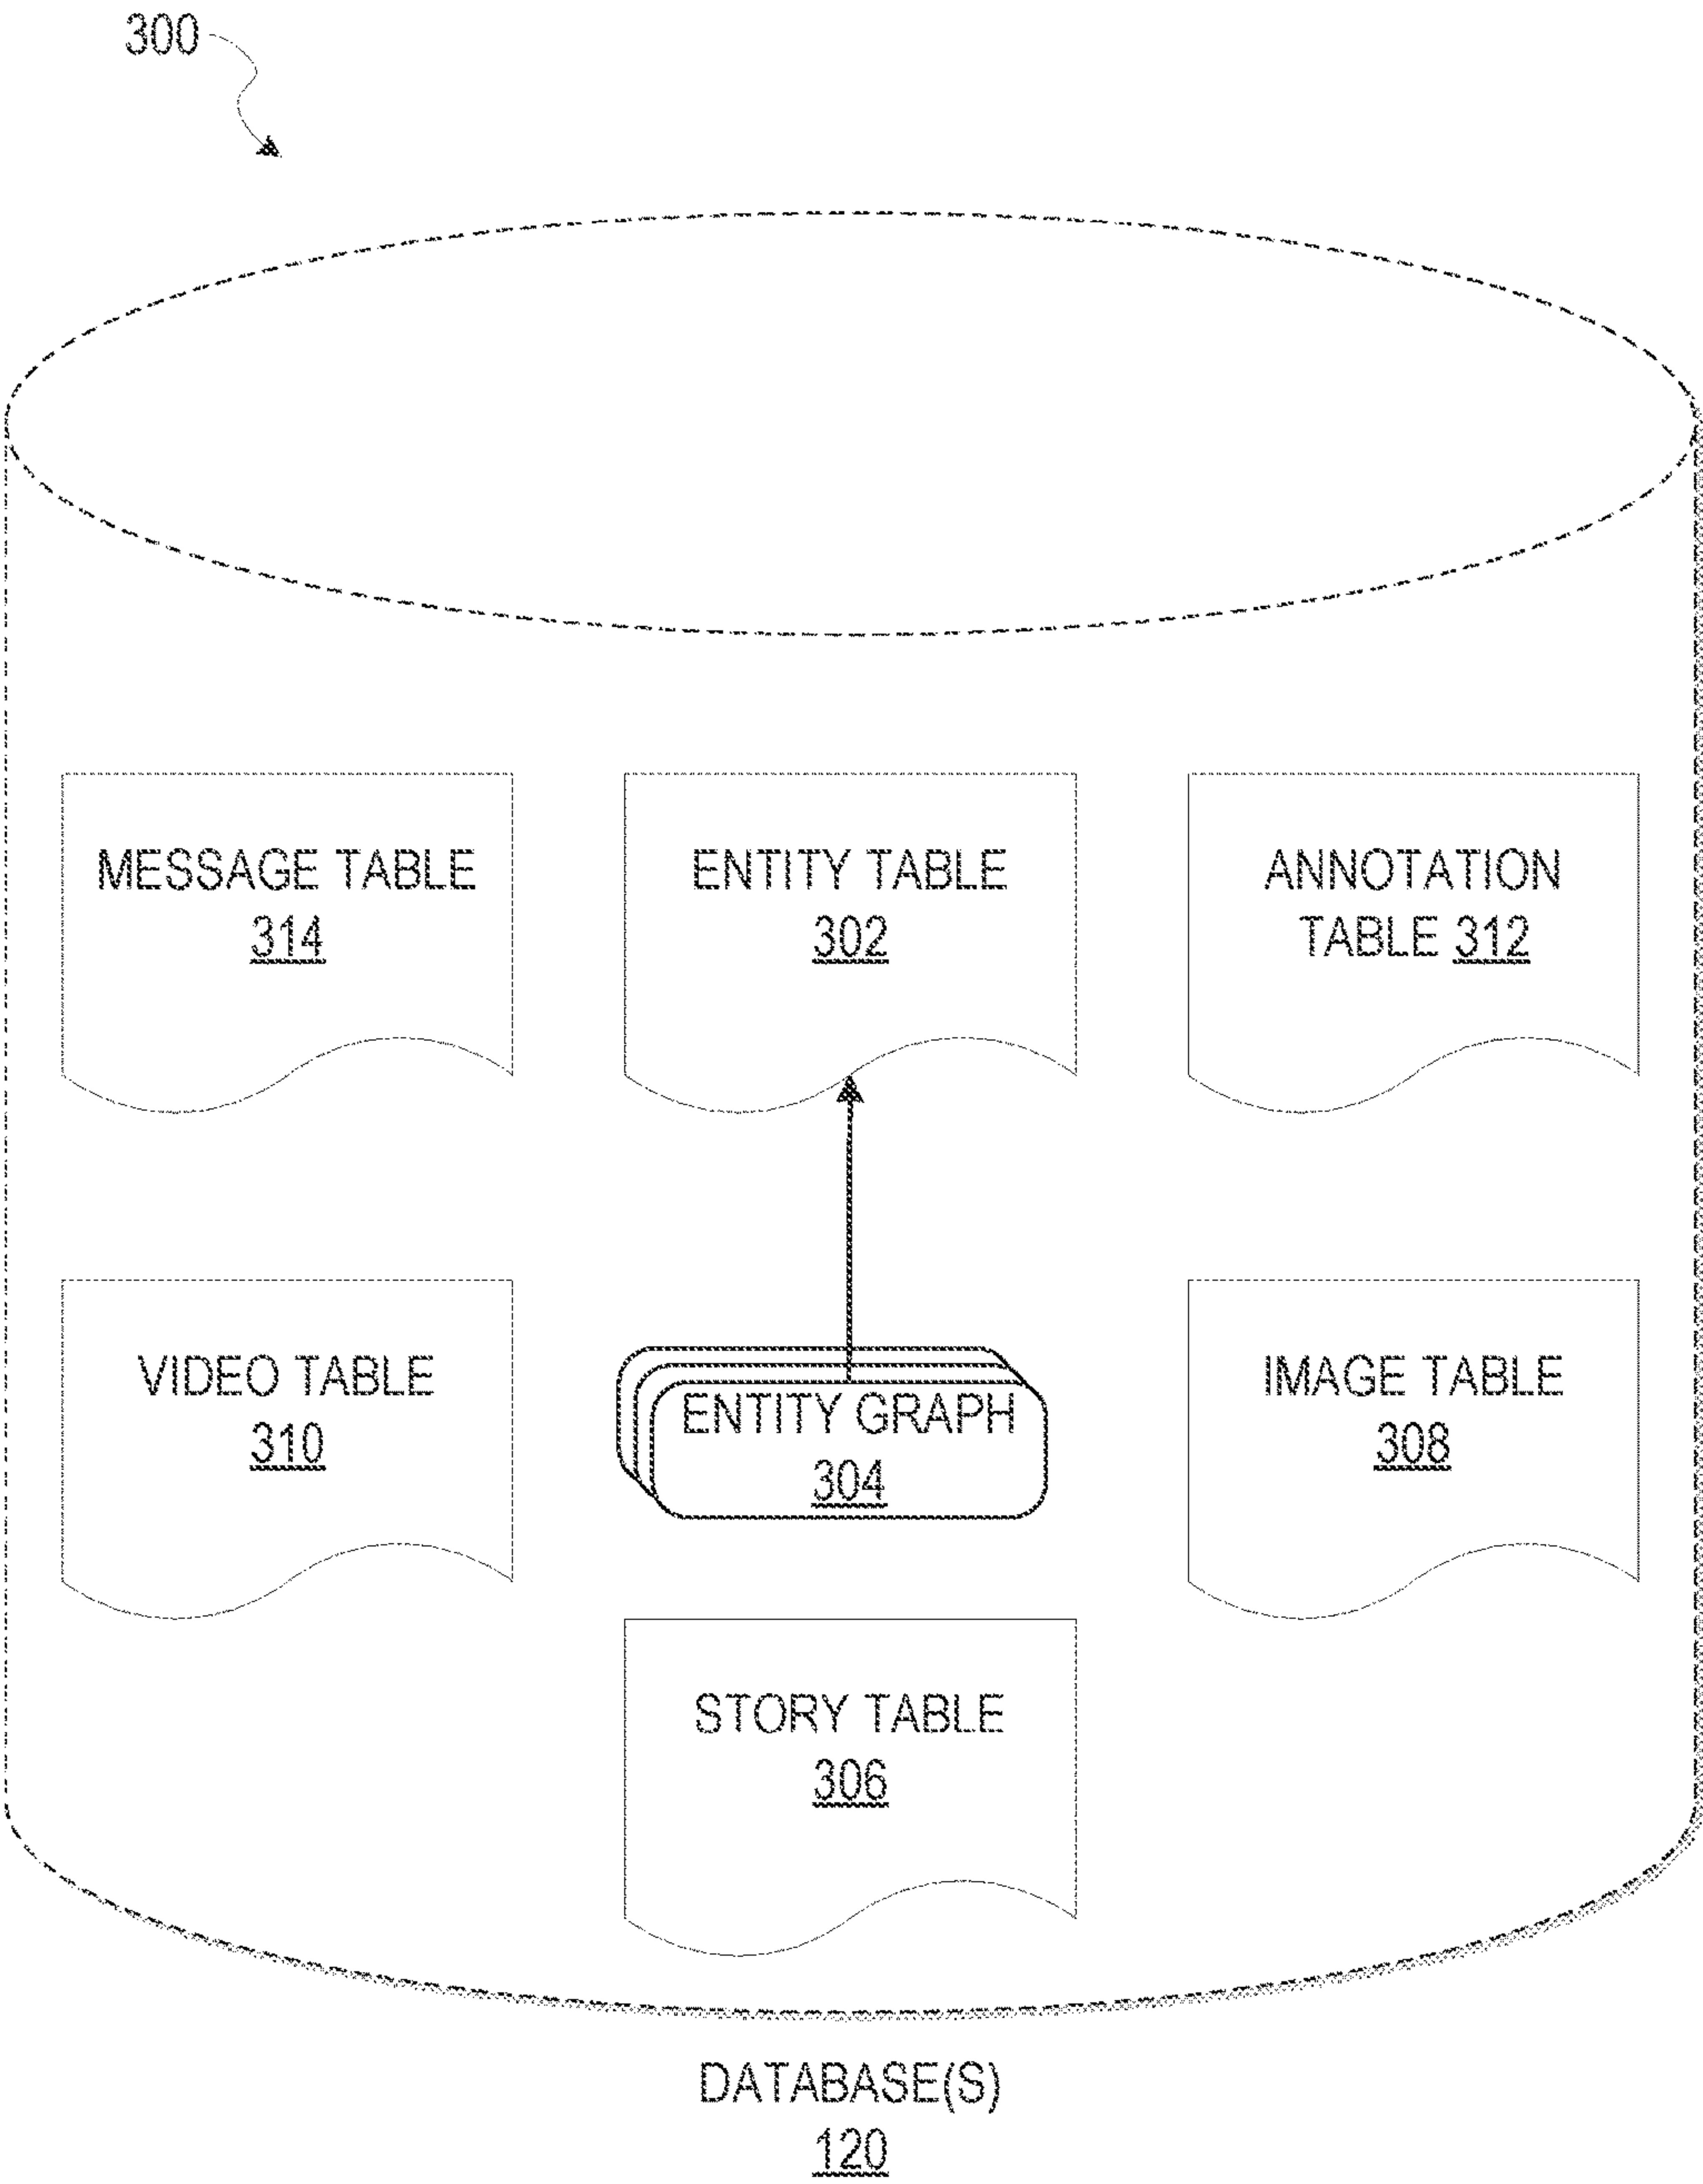 300
MESSAGE TABLE
314
ENTITY TABLE
302
ANNOTATION
TABLE 312
VIDEO TABLE
310
ENTITY GRAPH
304
IMAGE TABLE
308
STORY TABLE
306
DATABASE(S)
120